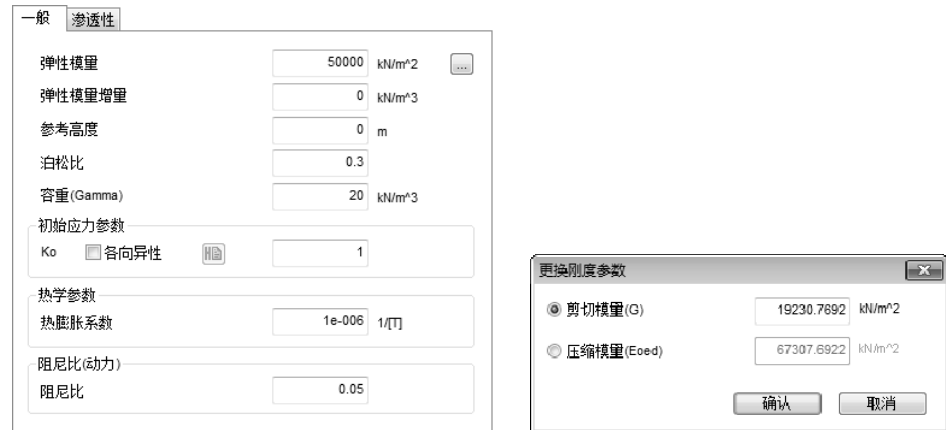 一般 渗透性
弹性模量 50000 kN/m^2 ...
弹性模量增量 0 kN/m^3
参考高度 0 m
泊松比 0.3
容重(Gamma) 20 kN/m^3
初始应力参数
Ko 各向异性 1
热学参数
热膨胀系数 1e-006 1/[T]
阻尼比(动力)
阻尼比 0.05
更换刚度参数
剪切模量(G) 19230.7692 kN/m^2
压缩模量(Eoed) 67307.6922 kN/m^2
确认 取消